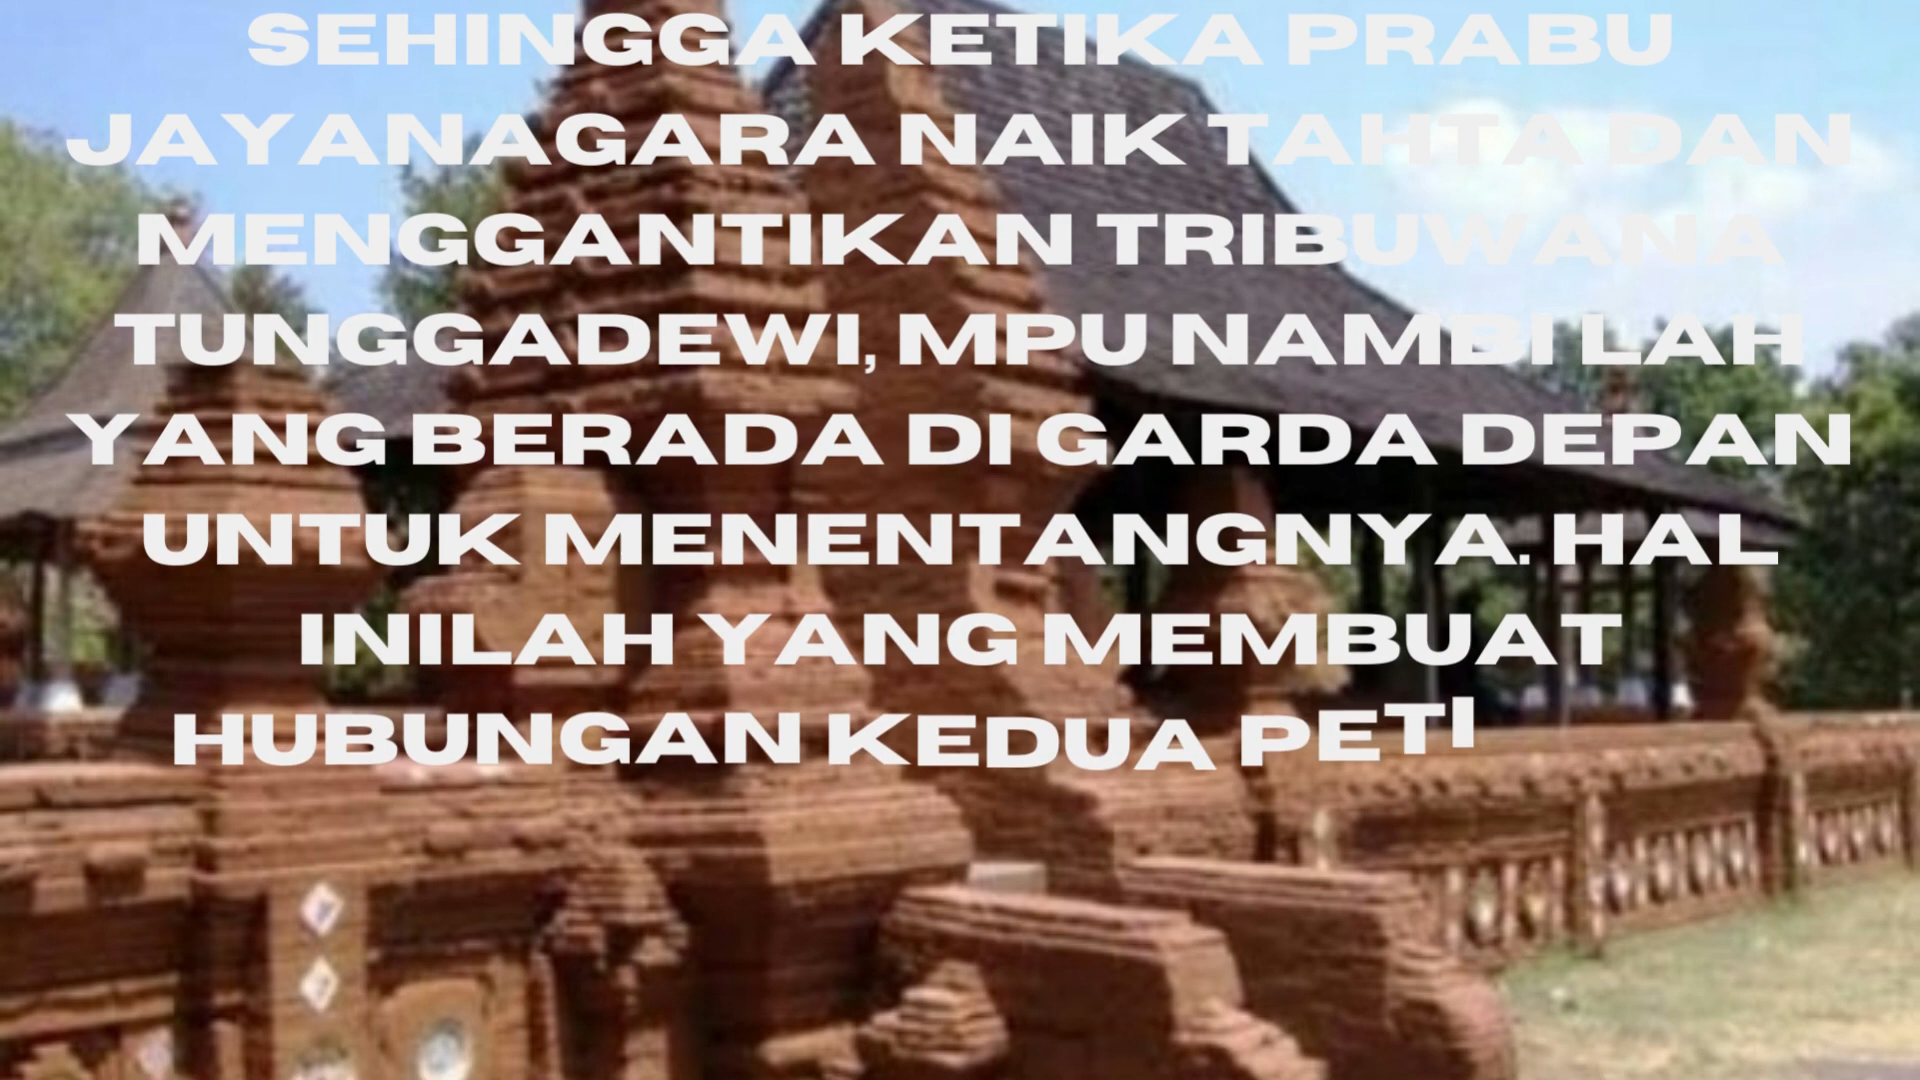 SEHINGGA KETIKA PRABU
JAYANAGARA NAIK TAHTA DAN
MENGGANTIKAN TRIBUWANA
TUNGGADEWI, MPU NAMBI LAH
YANG BERADA DI GARDA DEPAN
UNTUK MENENTANGNYA. HAL
INILAH YANG MEMBUAT
HUBUNGAN KEDUA PETI